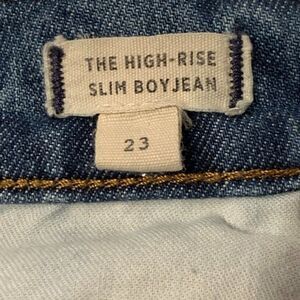 THE HIGH-RISE
SLIM BOYJEAN
23